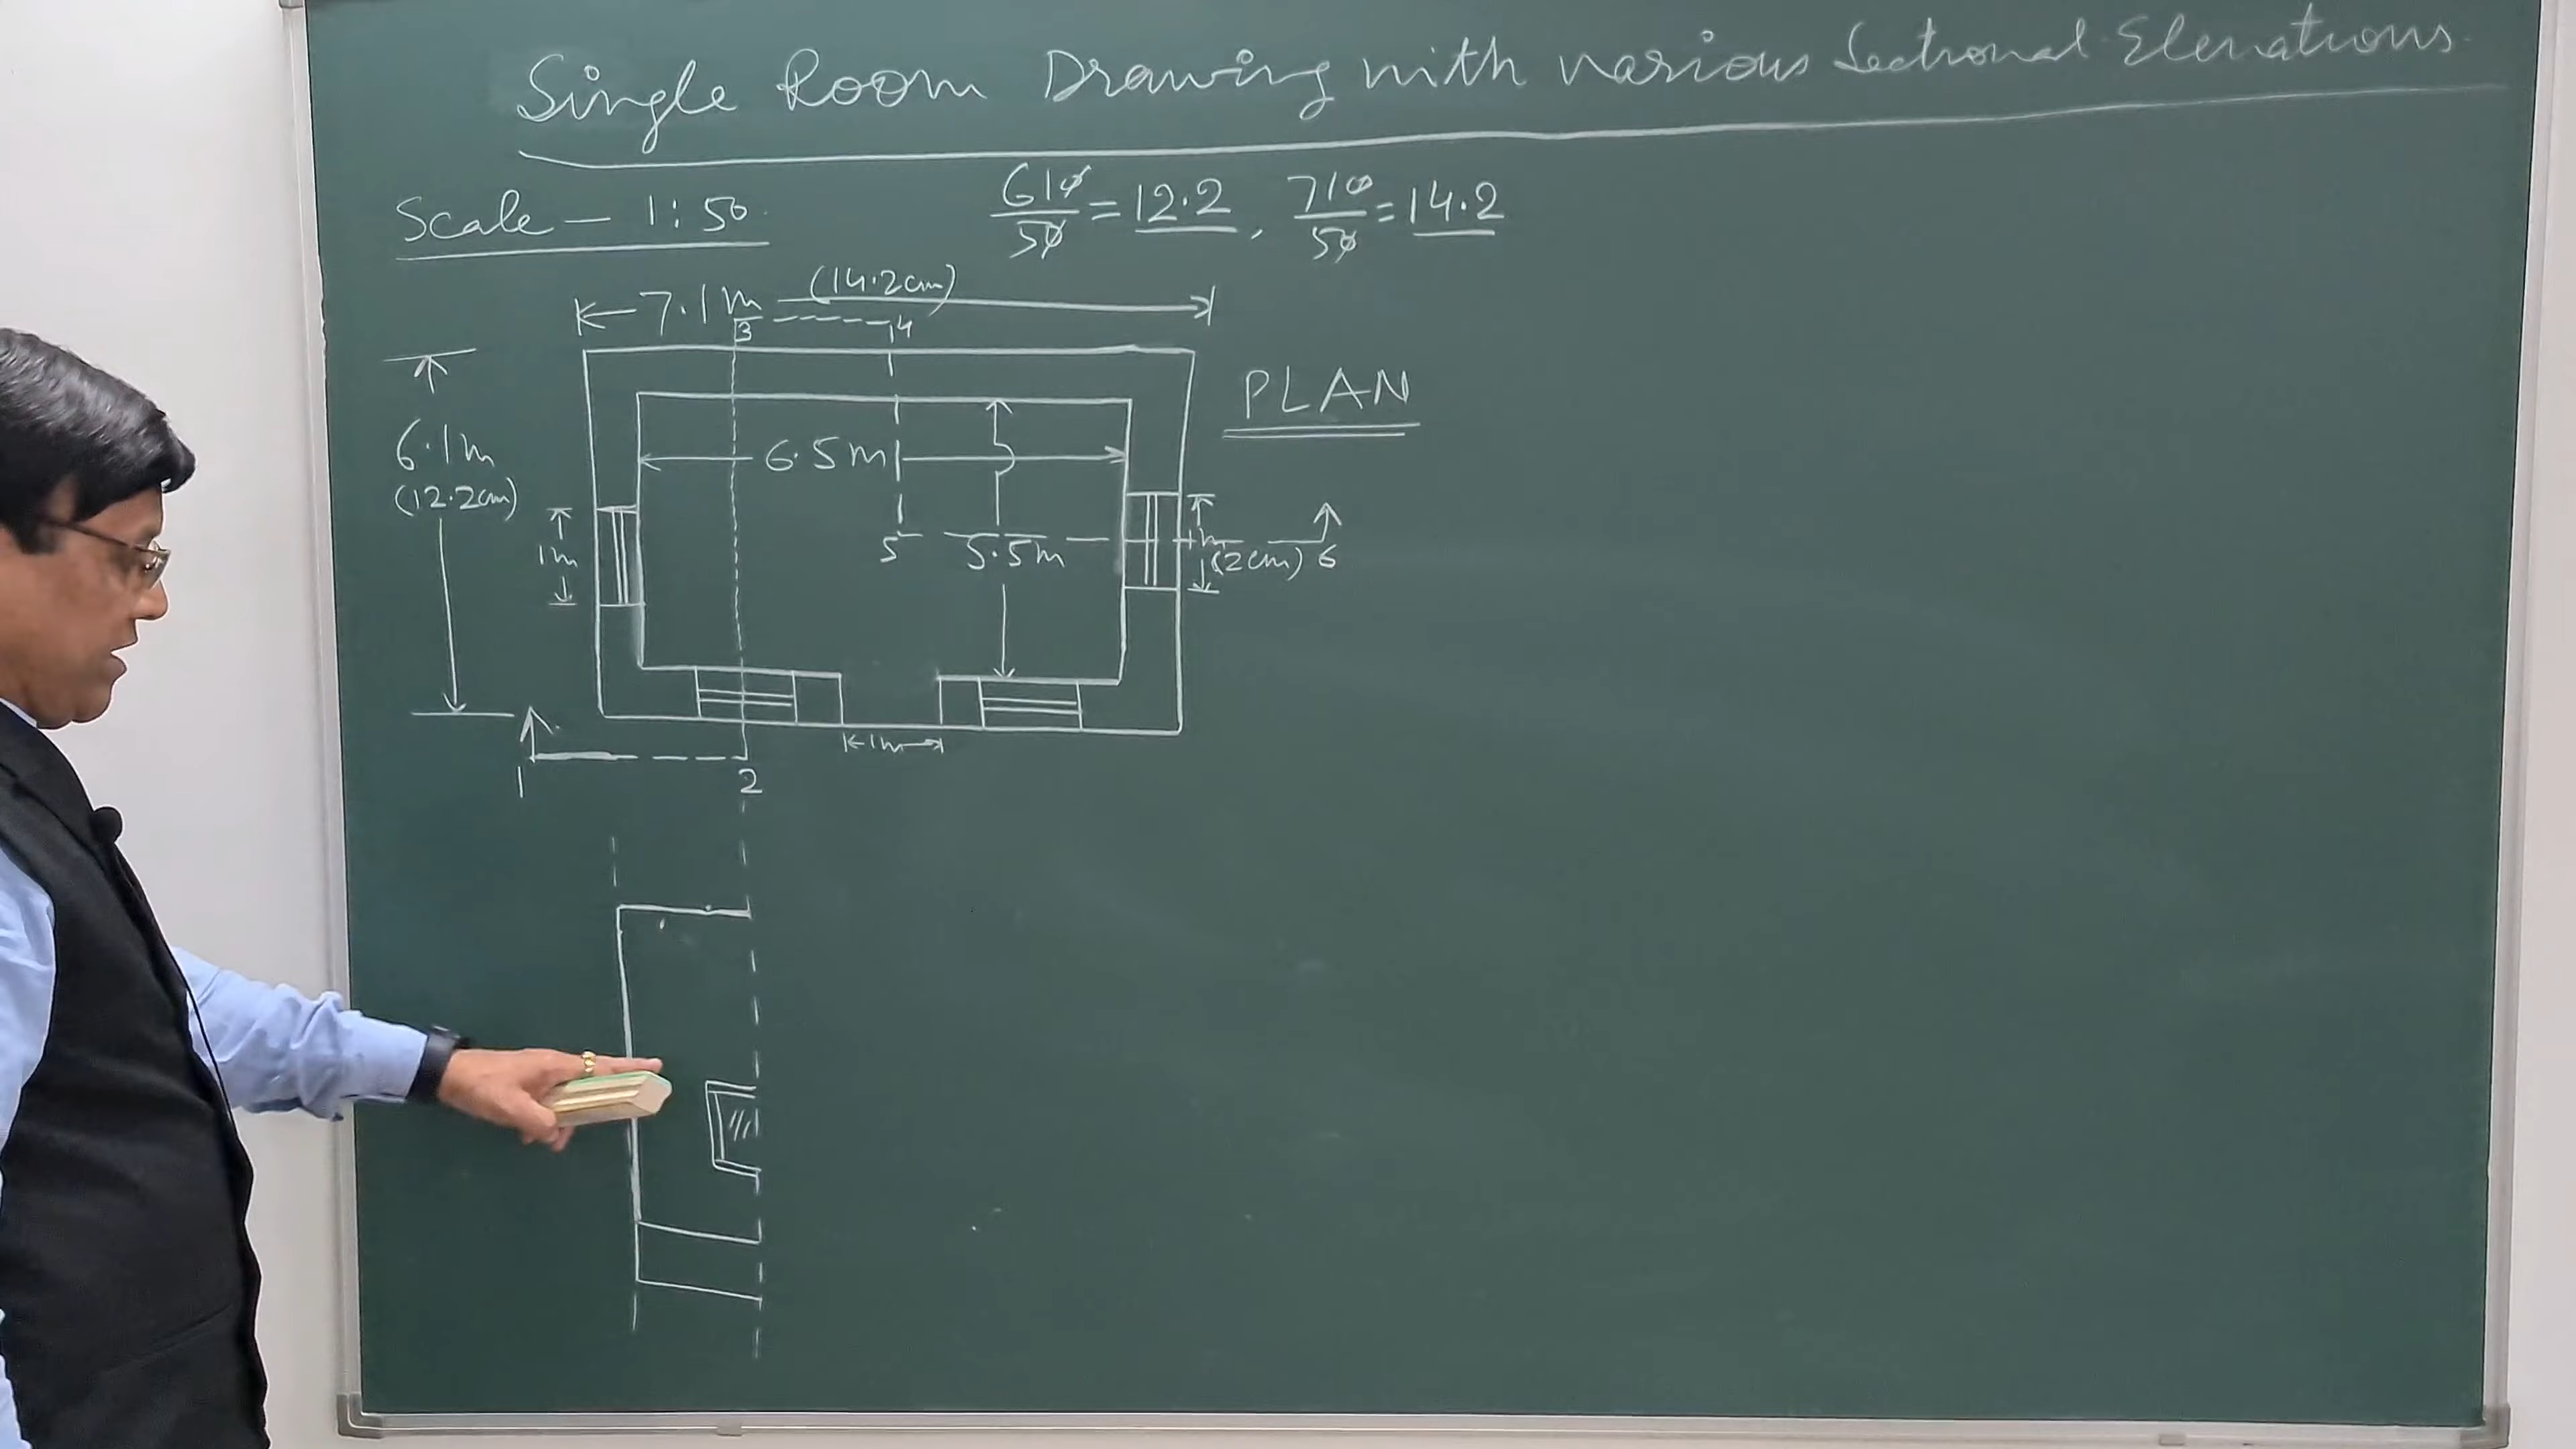 Single Room Drawing with various Sectional Elevations.
Scale - 1:50
610/50 = 12.2, 710/50 = 14.2
7.1m (14.2cm)
3 4
PLAN
6.1m
(12.2cm)
6.5m
1m
5
5.5m
1m
(2cm)
6
1m
1
2